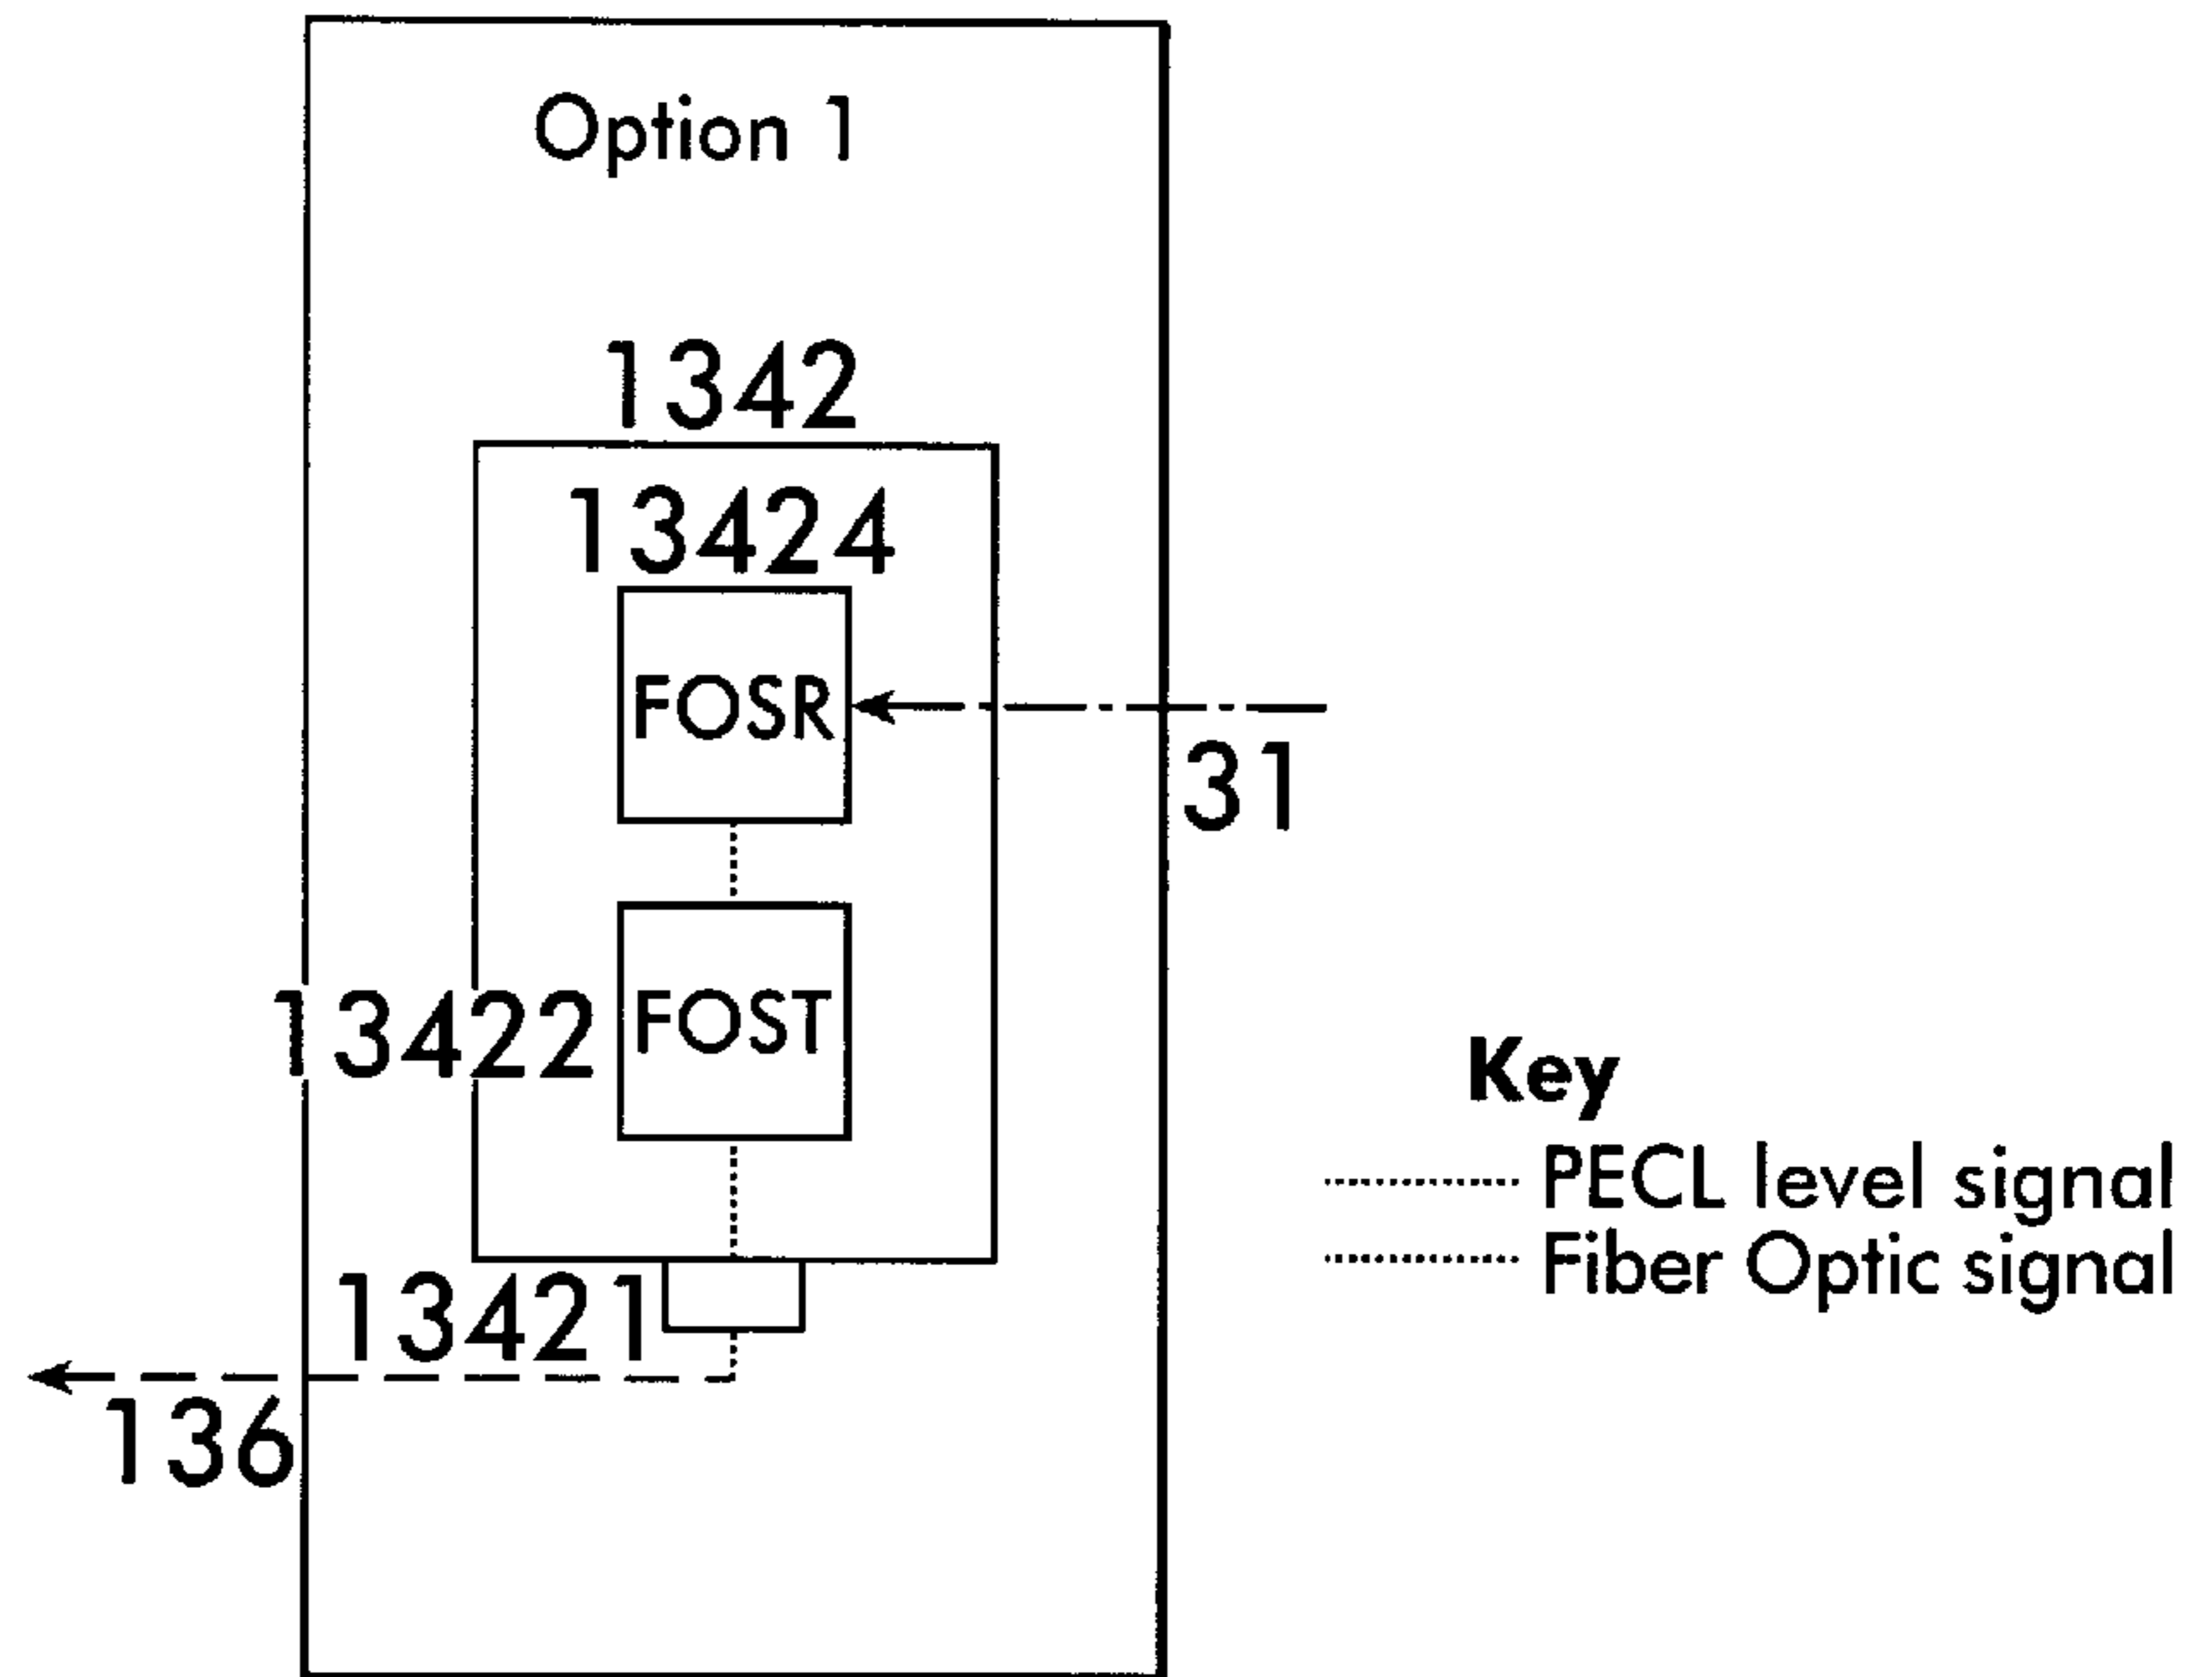 Option 1
1342
13424
FOSR
31
13422
FOST
Key
PECL level signal
Fiber Optic signal
13421
136